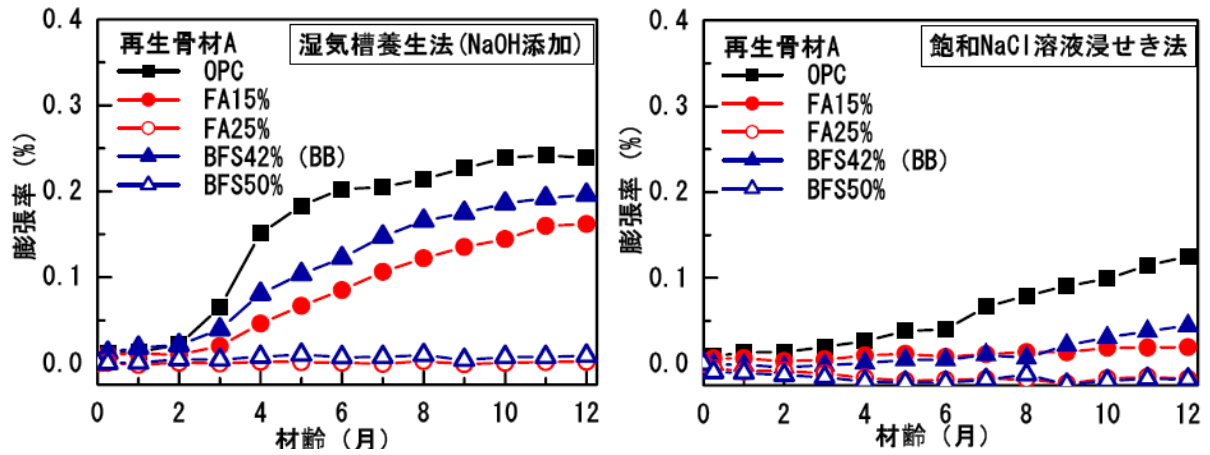 0.4
0.3
0.2
0.1
0.0
膨張率 (%)
再生骨材A
OPC
FA15%
FA25%
BFS42% (BB)
BFS50%
湿気槽養生法(NaOH添加)
0 2 4 6 8 10 12
材齢 (月)
0.4
0.3
0.2
0.1
0.0
膨張率 (%)
再生骨材A
OPC
FA15%
FA25%
BFS42% (BB)
BFS50%
飽和NaCl溶液浸せき法
0 2 4 6 8 10 12
材齢 (月)